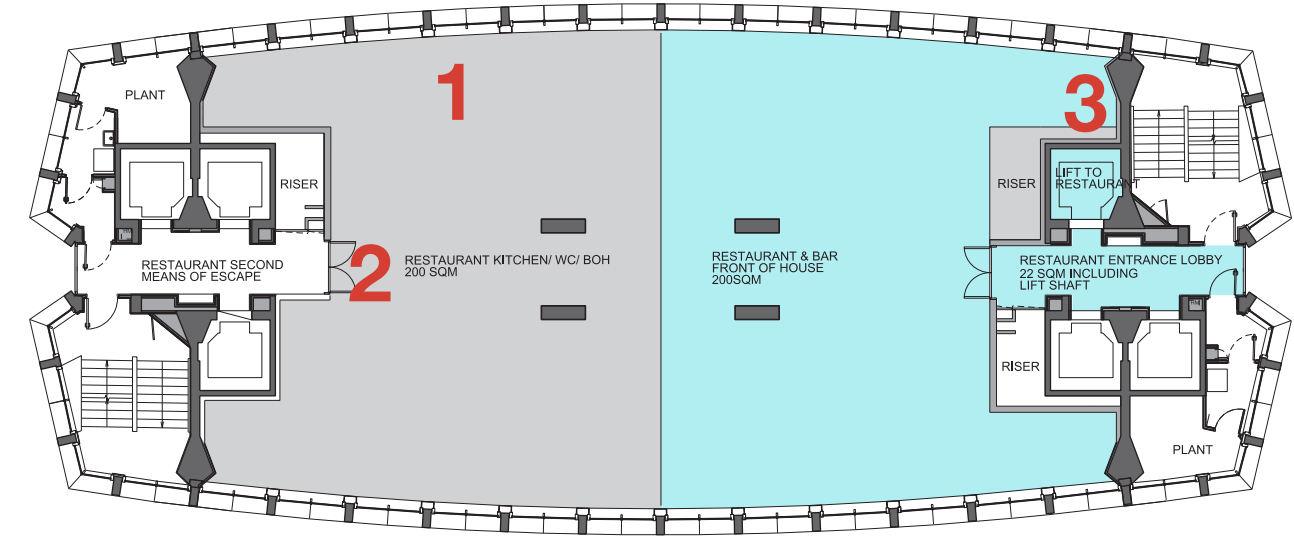 1
3
PLANT
RISER
RISER
LIFT TO
RESTAURANT
2
RESTAURANT SECOND
MEANS OF ESCAPE
RESTAURANT KITCHEN/ WC/ BOH
200 SQM
RESTAURANT & BAR
FRONT OF HOUSE
200SQM
RESTAURANT ENTRANCE LOBBY
22 SQM INCLUDING
LIFT SHAFT
RISER
PLANT